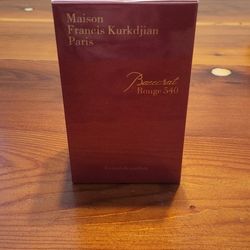 Maison
Francis Kurkdjian
Paris
Baccarat
Rouge 540